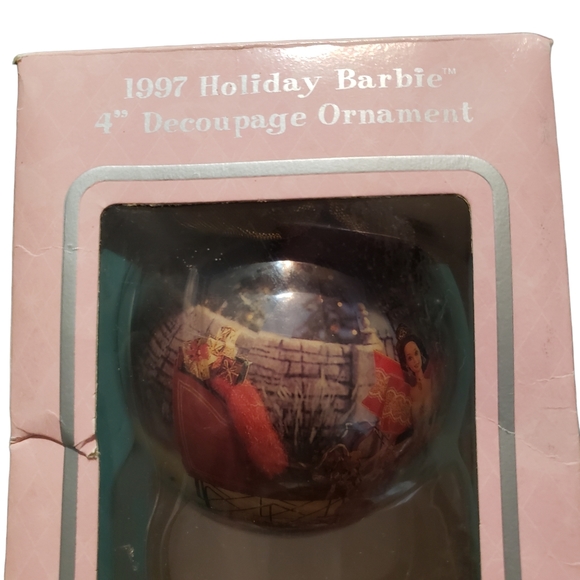 1997 Holiday Barbie™
4" Decoupage Ornament